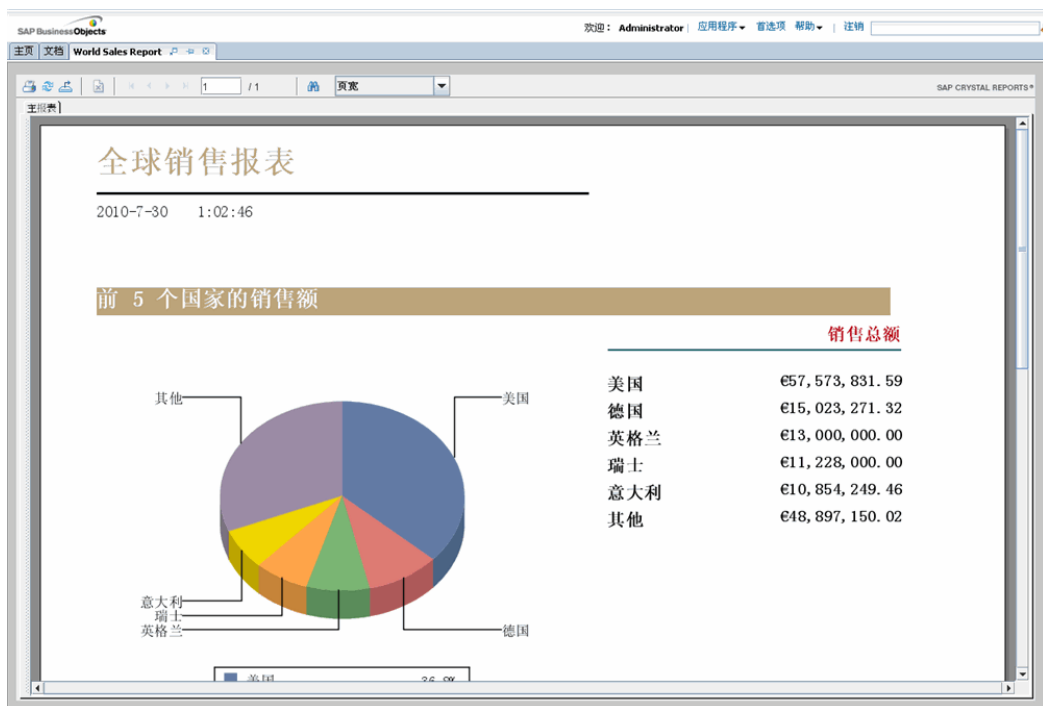 SAP BusinessObjects
欢迎： Administrator | 应用程序 首选项 帮助 | 注销
主页 文档 World Sales Report
1 / 1 页宽 SAP CRYSTAL REPORTS®
主报表
全球销售报表
2010-7-30 1:02:46
前 5 个国家的销售额
销售总额
美国 €57,573,831.59
德国 €15,023,271.32
英格兰 €13,000,000.00
瑞士 €11,228,000.00
意大利 €10,854,249.46
其他 €48,897,150.02
其他 美国
意大利
瑞士
英格兰 德国
美国